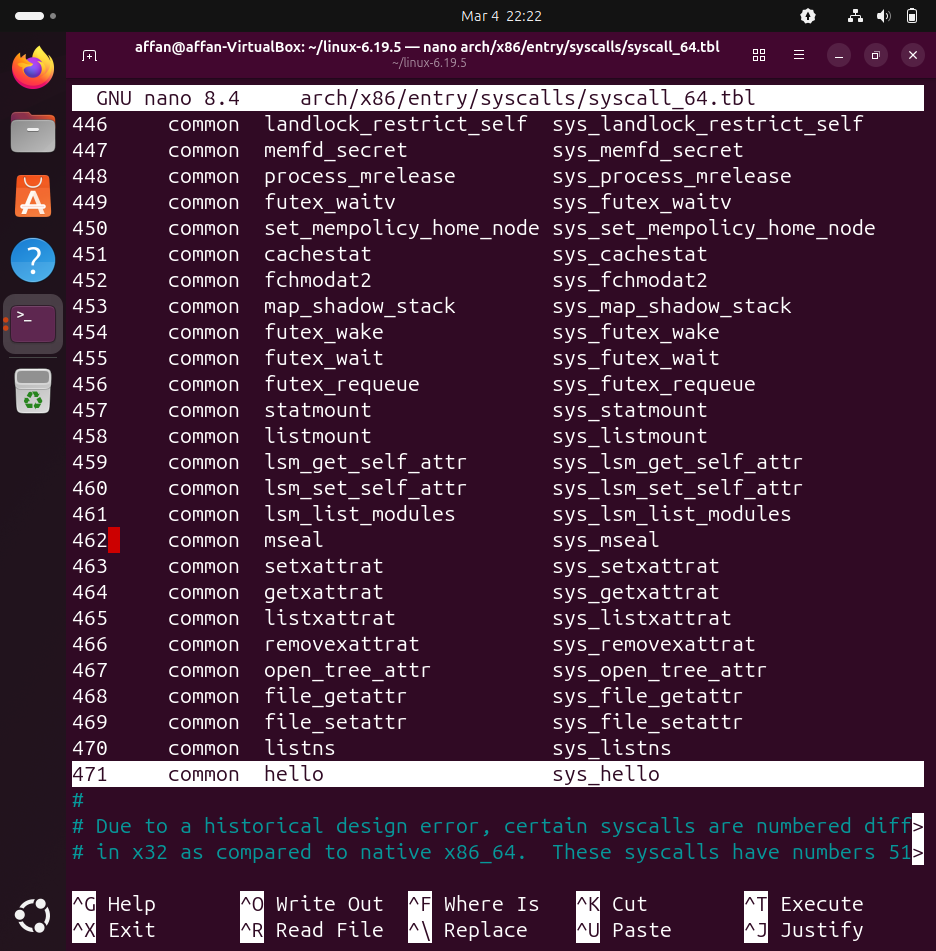 Mar 4 22:22
affan@affan-VirtualBox: ~/linux-6.19.5 — nano arch/x86/entry/syscalls/syscall_64.tbl
~/linux-6.19.5
GNU nano 8.4 arch/x86/entry/syscalls/syscall_64.tbl
446 common landlock_restrict_self sys_landlock_restrict_self
447 common memfd_secret sys_memfd_secret
448 common process_mrelease sys_process_mrelease
449 common futex_waitv sys_futex_waitv
450 common set_mempolicy_home_node sys_set_mempolicy_home_node
451 common cachestat sys_cachestat
452 common fchmodat2 sys_fchmodat2
453 common map_shadow_stack sys_map_shadow_stack
454 common futex_wake sys_futex_wake
455 common futex_wait sys_futex_wait
456 common futex_requeue sys_futex_requeue
457 common statmount sys_statmount
458 common listmount sys_listmount
459 common lsm_get_self_attr sys_lsm_get_self_attr
460 common lsm_set_self_attr sys_lsm_set_self_attr
461 common lsm_list_modules sys_lsm_list_modules
462 common mseal sys_mseal
463 common setxattrat sys_setxattrat
464 common getxattrat sys_getxattrat
465 common listxattrat sys_listxattrat
466 common removexattrat sys_removexattrat
467 common open_tree_attr sys_open_tree_attr
468 common file_getattr sys_file_getattr
469 common file_setattr sys_file_setattr
470 common listns sys_listns
471 common hello sys_hello
#
# Due to a historical design error, certain syscalls are numbered diff>
# in x32 as compared to native x86_64.  These syscalls have numbers 51>
^G Help ^O Write Out ^F Where Is ^K Cut ^T Execute
^X Exit ^R Read File ^\ Replace ^U Paste ^J Justify